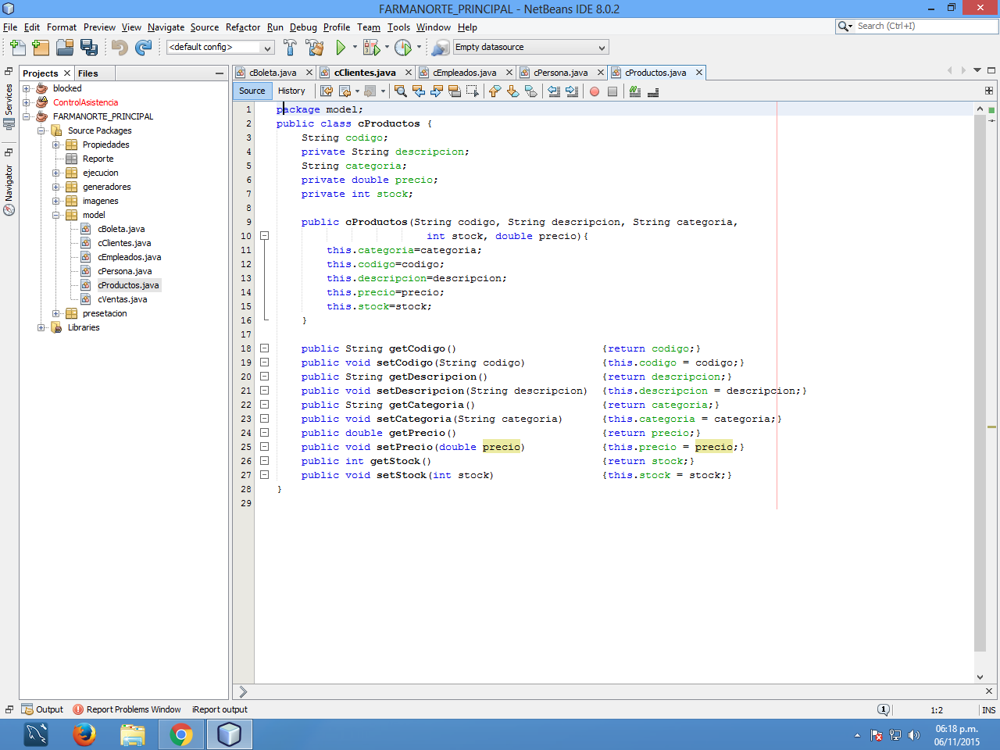 FARMANORTE_PRINCIPAL - NetBeans IDE 8.0.2
File Edit Format Preview View Navigate Source Refactor Run Debug Profile Team Tools Window Help
Search (Ctrl+I)
<default config>
Empty datasource
Services
Navigator
Projects Files
blocked
ControlAsistencia
FARMANORTE_PRINCIPAL
Source Packages
Propiedades
Reporte
ejecucion
generadores
imagenes
model
cBoleta.java
cClientes.java
cEmpleados.java
cPersona.java
cProductos.java
cVentas.java
presetacion
Libraries
cBoleta.java cClientes.java cEmpleados.java cPersona.java cProductos.java
Source History
1 package model;
2 public class cProductos {
3 String codigo;
4 private String descripcion;
5 String categoria;
6 private double precio;
7 private int stock;
8
9 public cProductos(String codigo, String descripcion, String categoria,
10 int stock, double precio){
11 this.categoria=categoria;
12 this.codigo=codigo;
13 this.descripcion=descripcion;
14 this.precio=precio;
15 this.stock=stock;
16 }
17
18 public String getCodigo() {return codigo;}
19 public void setCodigo(String codigo) {this.codigo = codigo;}
20 public String getDescripcion() {return descripcion;}
21 public void setDescripcion(String descripcion) {this.descripcion = descripcion;}
22 public String getCategoria() {return categoria;}
23 public void setCategoria(String categoria) {this.categoria = categoria;}
24 public double getPrecio() {return precio;}
25 public void setPrecio(double precio) {this.precio = precio;}
26 public int getStock() {return stock;}
27 public void setStock(int stock) {this.stock = stock;}
28 }
29
Output Report Problems Window iReport output
1 1:2 INS
06:18 p.m.
06/11/2015